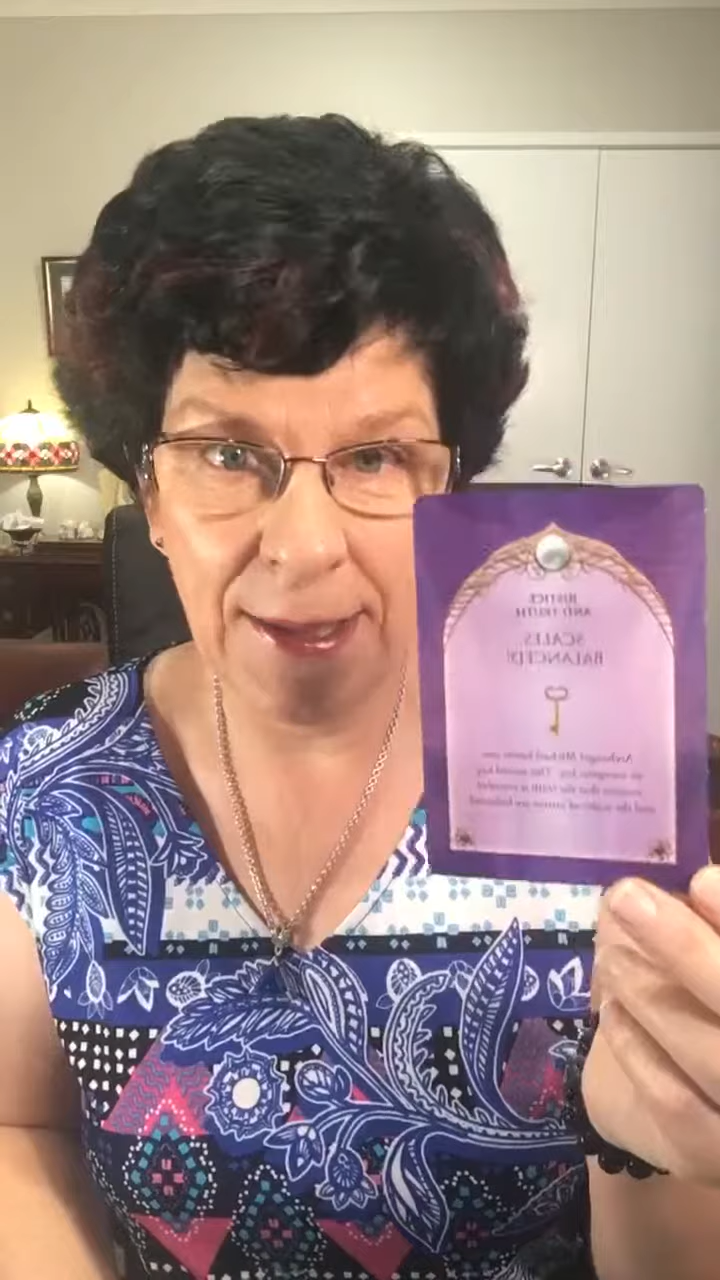 JUSTICE
AND TRUTH
SCALES
BALANCED!
Archangel Michael hands you
an energetic key. This sacred key
ensures that the truth is revealed
and the scales of justice are balanced.